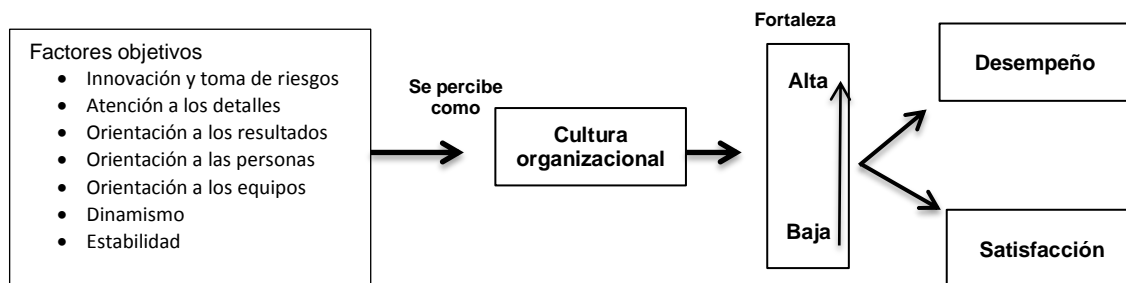 Factores objetivos
• Innovación y toma de riesgos
• Atención a los detalles
• Orientación a los resultados
• Orientación a las personas
• Orientación a los equipos
• Dinamismo
• Estabilidad
Se percibe
como
Cultura
organizacional
Fortaleza
Alta
Baja
Desempeño
Satisfacción